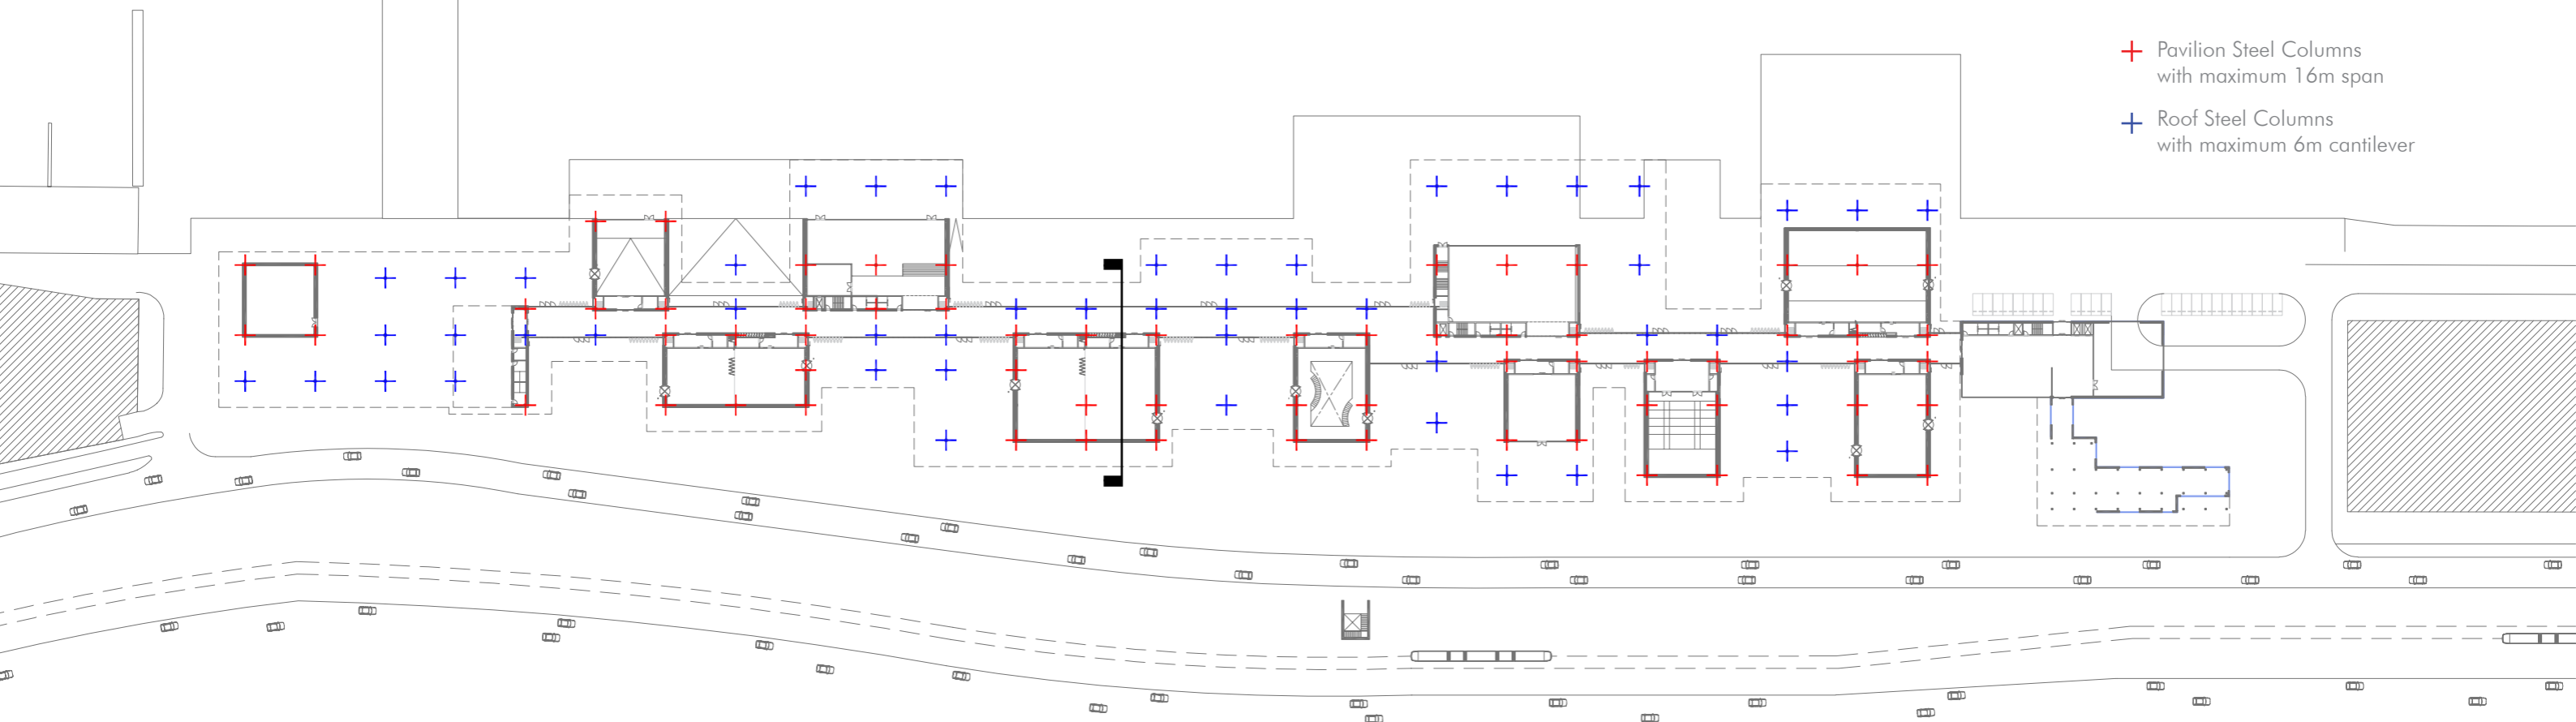 Pavilion Steel Columns
with maximum 16m span
Roof Steel Columns
with maximum 6m cantilever